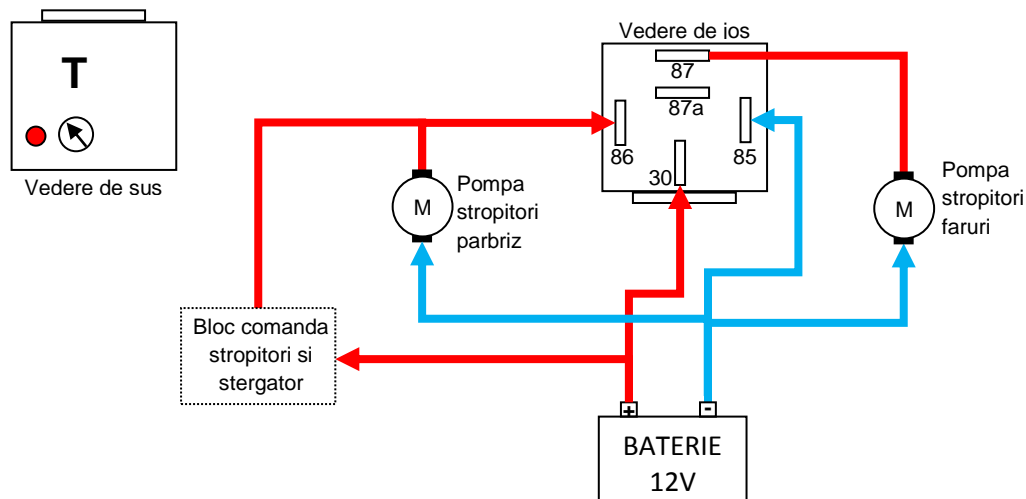 T
Vedere de sus
Vedere de jos
87
87a
86
85
30
M
Pompa
stropitori
parbriz
M
Pompa
stropitori
faruri
Bloc comanda
stropitori si
stergator
+
-
BATERIE
12V